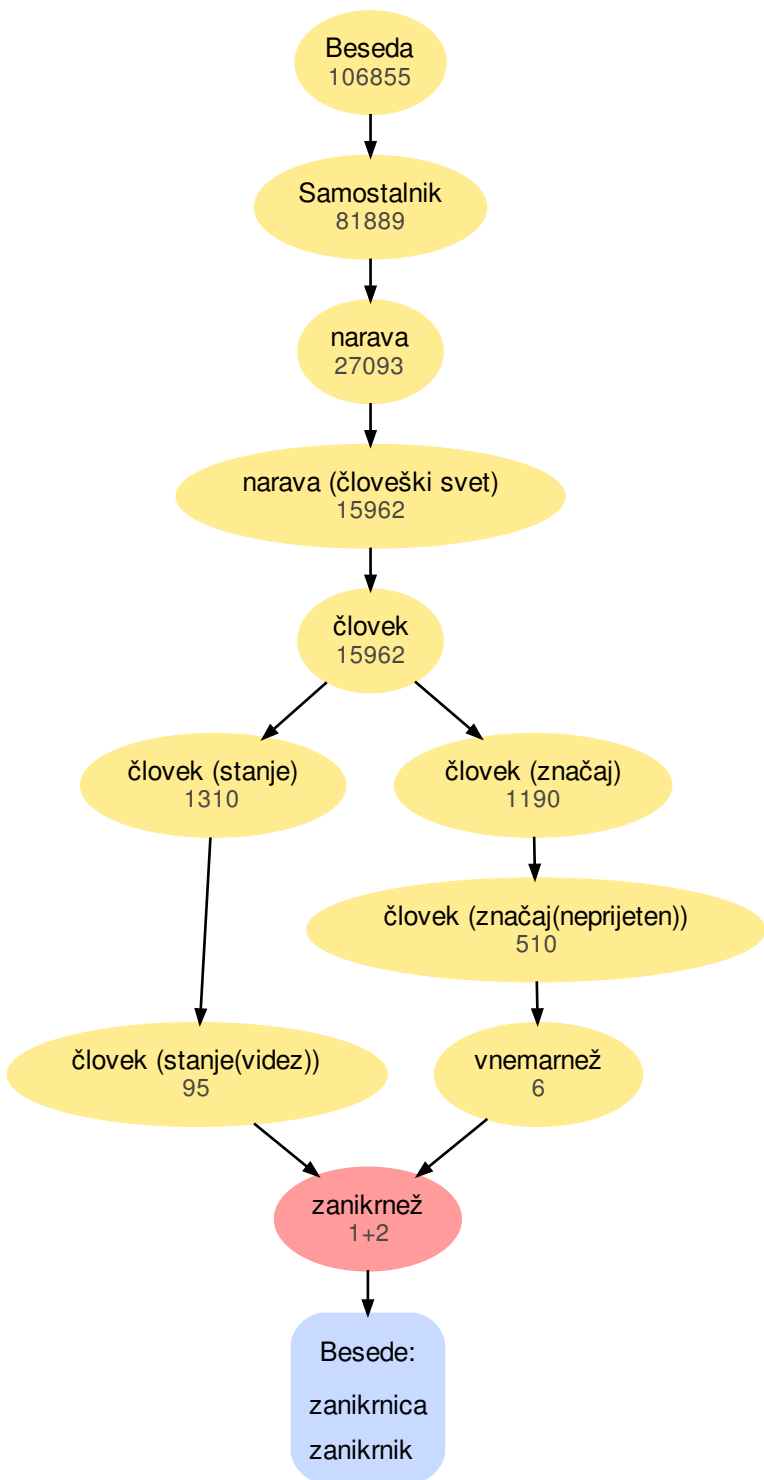 Beseda
106855
Samostalnik
81889
narava
27093
narava (človeški svet)
15962
človek
15962
človek (stanje)
1310
človek (značaj)
1190
človek (značaj(neprijeten))
510
človek (stanje(videz))
95
vnemarnež
6
zanikrnež
1+2
Besede:
zanikrnica
zanikrnik